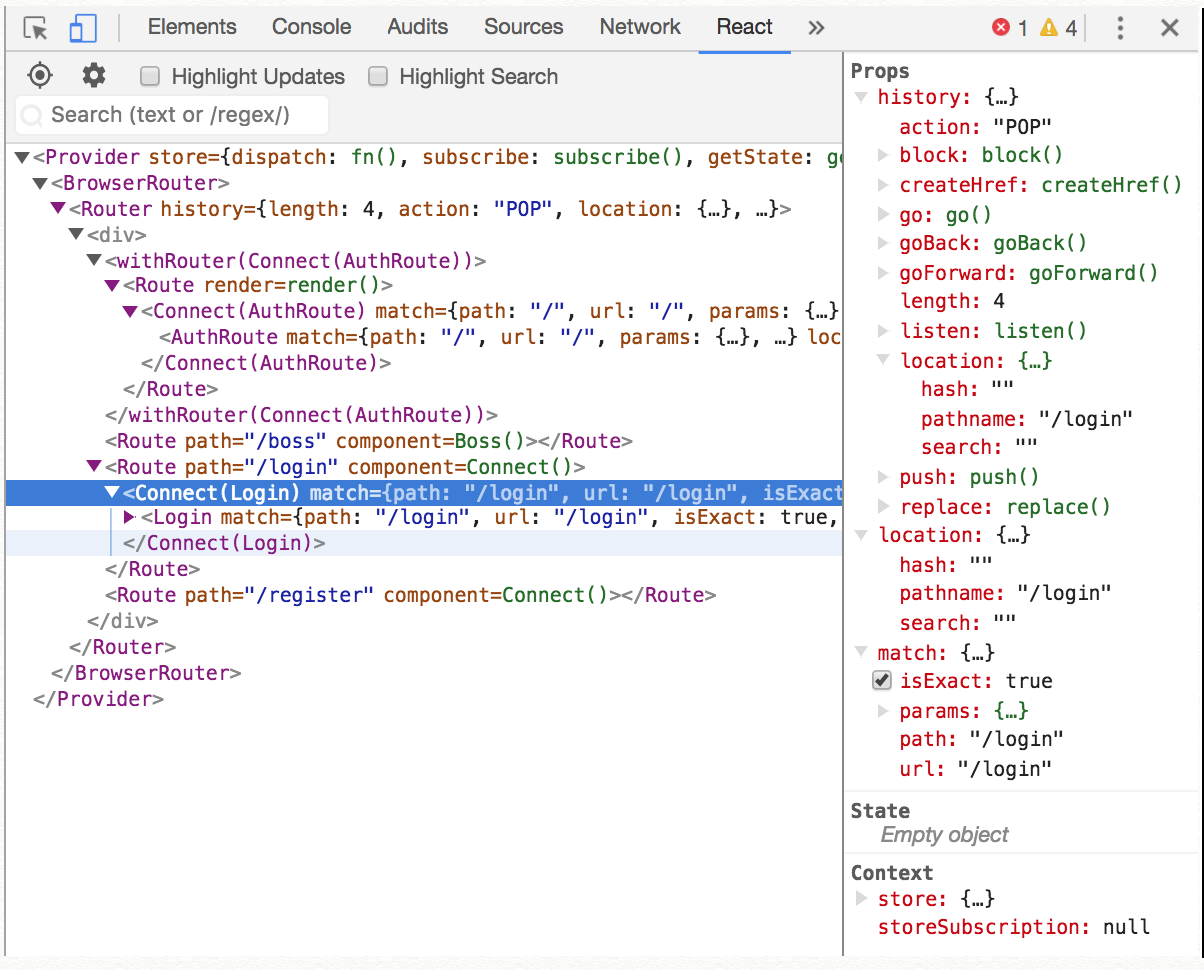 Elements Console Audits Sources Network React » 1 4
Highlight Updates Highlight Search
Search (text or /regex/)
<Provider store={dispatch: fn(), subscribe: subscribe(), getState: g
<BrowserRouter>
<Router history={length: 4, action: "POP", location: {…}, …}>
<div>
<withRouter(Connect(AuthRoute))>
<Route render=render()>
<Connect(AuthRoute) match={path: "/", url: "/", params: {…}
<AuthRoute match={path: "/", url: "/", params: {…}, …} loc
</Connect(AuthRoute)>
</Route>
</withRouter(Connect(AuthRoute))>
<Route path="/boss" component=Boss()></Route>
<Route path="/login" component=Connect()>
<Connect(Login) match={path: "/login", url: "/login", isExact
<Login match={path: "/login", url: "/login", isExact: true,
</Connect(Login)>
</Route>
<Route path="/register" component=Connect()></Route>
</div>
</Router>
</BrowserRouter>
</Provider>
Props
history: {…}
action: "POP"
block: block()
createHref: createHref()
go: go()
goBack: goBack()
goForward: goForward()
length: 4
listen: listen()
location: {…}
hash: ""
pathname: "/login"
search: ""
push: push()
replace: replace()
location: {…}
hash: ""
pathname: "/login"
search: ""
match: {…}
isExact: true
params: {…}
path: "/login"
url: "/login"
State
Empty object
Context
store: {…}
storeSubscription: null